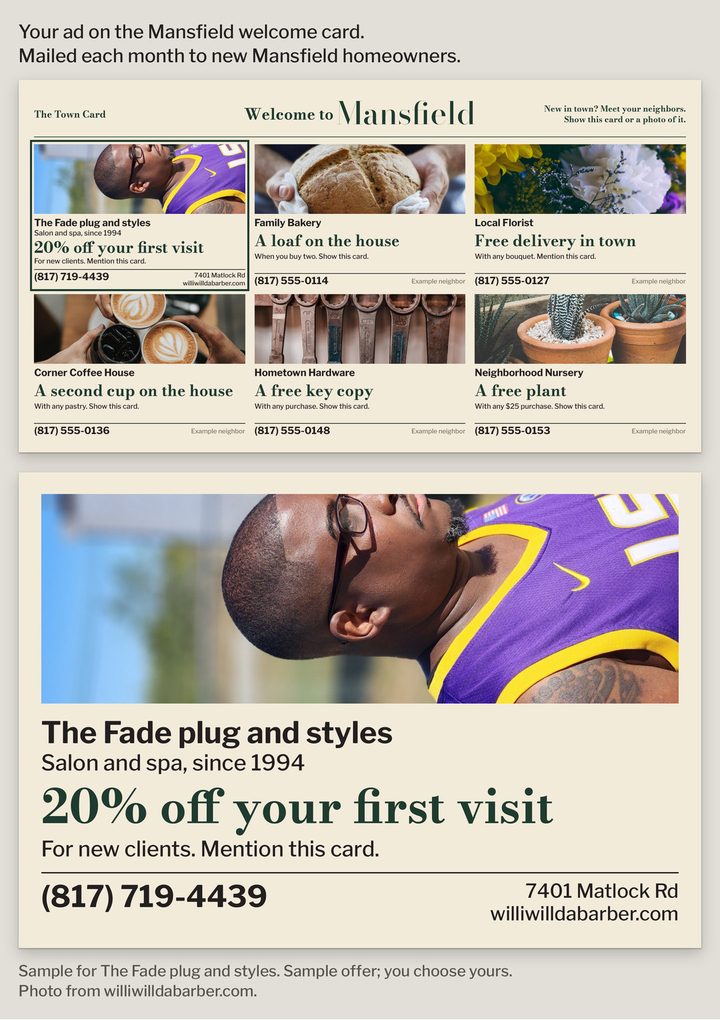 Your ad on the Mansfield welcome card.
Mailed each month to new Mansfield homeowners.
The Town Card
Welcome to Mansfield
New in town? Meet your neighbors.
Show this card or a photo of it.
The Fade plug and styles
Salon and spa, since 1994
20% off your first visit
For new clients. Mention this card.
(817) 719-4439
7401 Matlock Rd
williwilldabarber.com
Family Bakery
A loaf on the house
When you buy two. Show this card.
(817) 555-0114
Example neighbor
Local Florist
Free delivery in town
With any bouquet. Mention this card.
(817) 555-0127
Example neighbor
Corner Coffee House
A second cup on the house
With any pastry. Show this card.
(817) 555-0136
Example neighbor
Hometown Hardware
A free key copy
With any purchase. Show this card.
(817) 555-0148
Example neighbor
Neighborhood Nursery
A free plant
With any $25 purchase. Show this card.
(817) 555-0153
Example neighbor
The Fade plug and styles
Salon and spa, since 1994
20% off your first visit
For new clients. Mention this card.
(817) 719-4439
7401 Matlock Rd
williwilldabarber.com
Sample for The Fade plug and styles. Sample offer; you choose yours.
Photo from williwilldabarber.com.